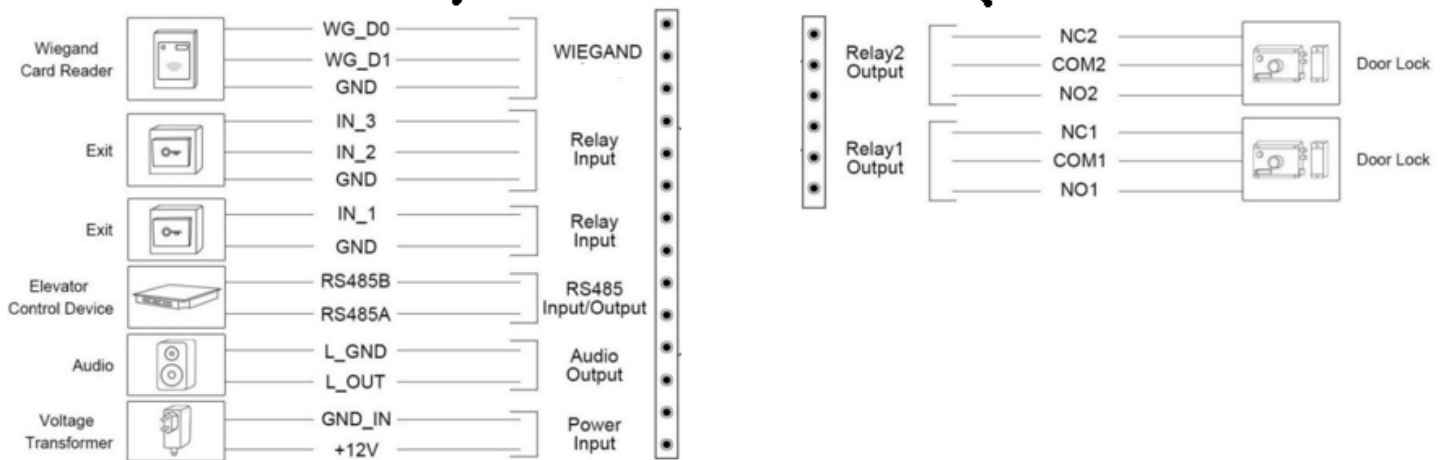 Wiegand
Card Reader
WG_D0
WG_D1
GND
WIEGAND
Exit
IN_3
IN_2
GND
Relay
Input
Exit
IN_1
GND
Relay
Input
Elevator
Control Device
RS485B
RS485A
RS485
Input/Output
Audio
L_GND
L_OUT
Audio
Output
Voltage
Transformer
GND_IN
+12V
Power
Input
Relay2
Output
NC2
COM2
NO2
Door Lock
Relay1
Output
NC1
COM1
NO1
Door Lock